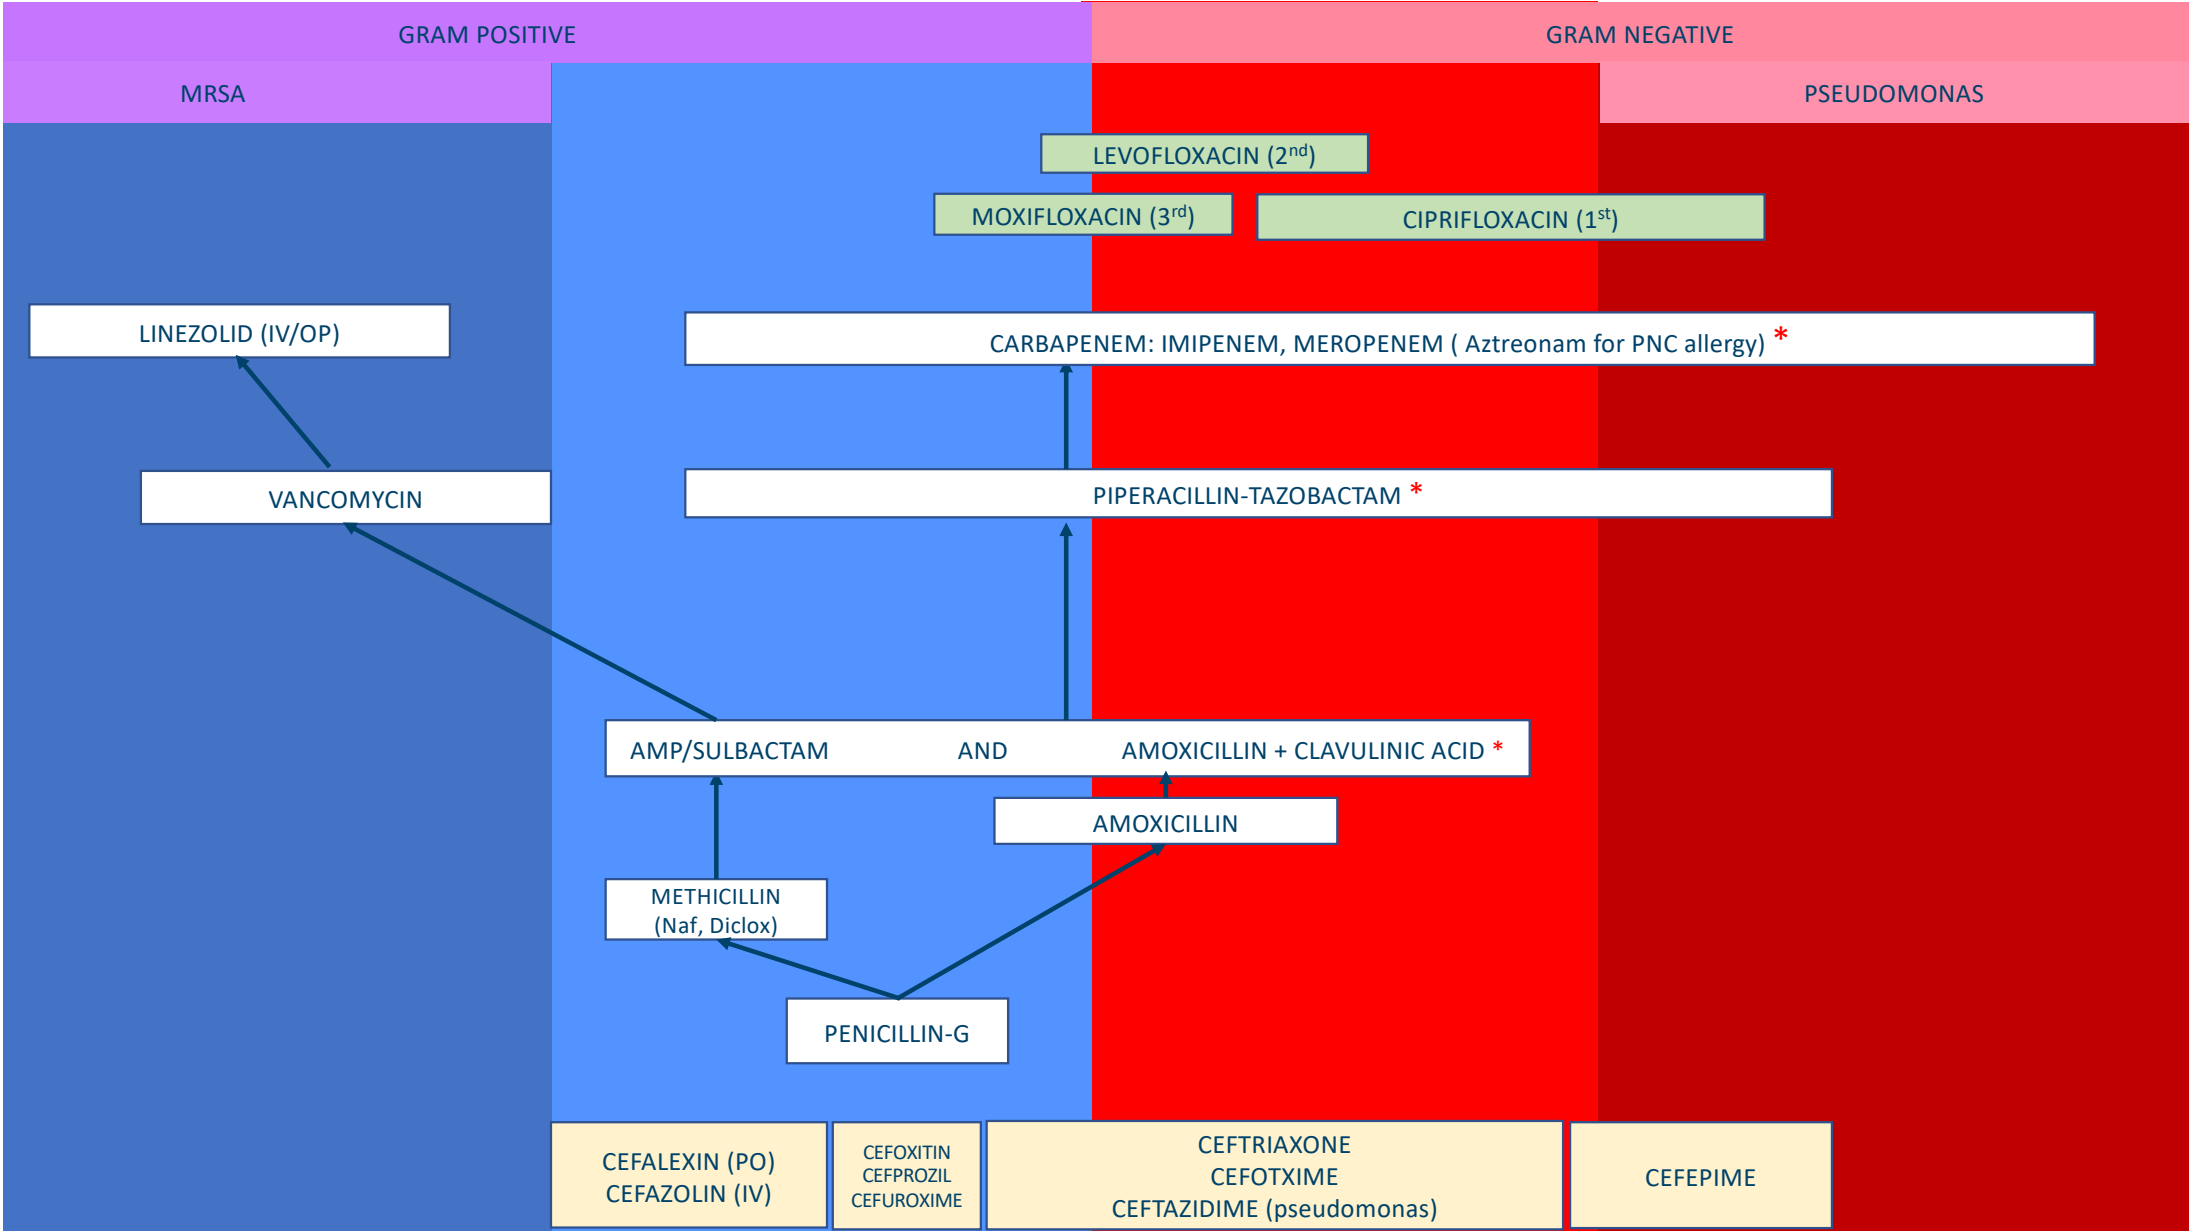 GRAM POSITIVE
GRAM NEGATIVE
MRSA
PSEUDOMONAS
LEVOFLOXACIN (2nd)
MOXIFLOXACIN (3rd)
CIPRIFLOXACIN (1st)
LINEZOLID (IV/OP)
CARBAPENEM: IMIPENEM, MEROPENEM ( Aztreonam for PNC allergy) *
VANCOMYCIN
PIPERACILLIN-TAZOBACTAM *
AMP/SULBACTAM AND AMOXICILLIN + CLAVULINIC ACID *
AMOXICILLIN
METHICILLIN
(Naf, Diclox)
PENICILLIN-G
CEFALEXIN (PO)
CEFAZOLIN (IV)
CEFOXITIN
CEFPROZIL
CEFUROXIME
CEFTRIAXONE
CEFOTXIME
CEFTAZIDIME (pseudomonas)
CEFEPIME